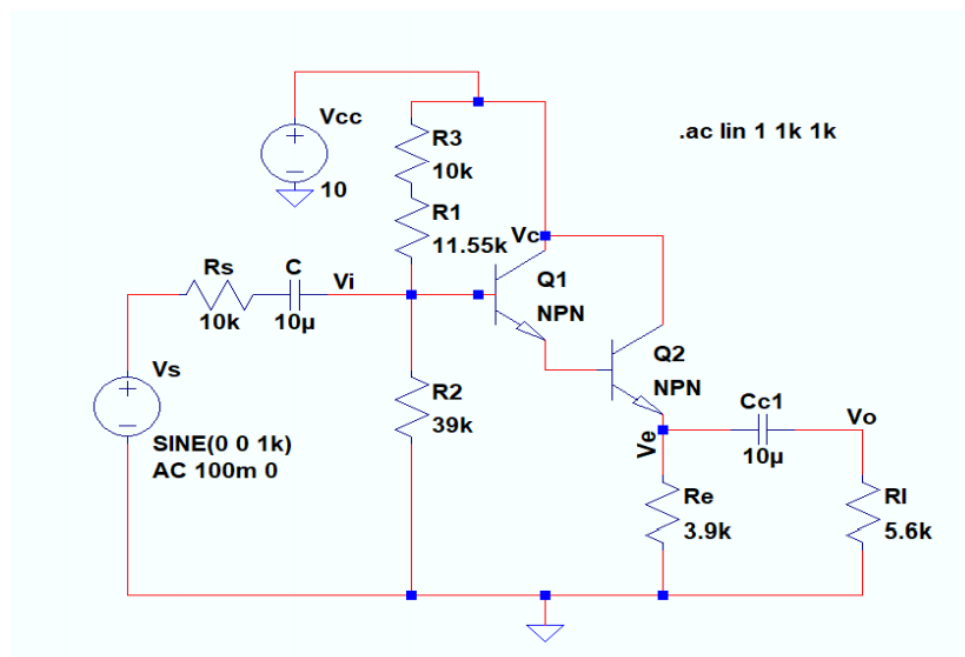 Vcc
10
R3
10k
R1
11.55k
.ac lin 1 1k 1k
Vc
Q1
NPN
Rs
10k
C
10µ
Vi
Q2
NPN
Vs
SINE(0 0 1k)
AC 100m 0
R2
39k
Cc1
10µ
Vo
Ve
Re
3.9k
Rl
5.6k